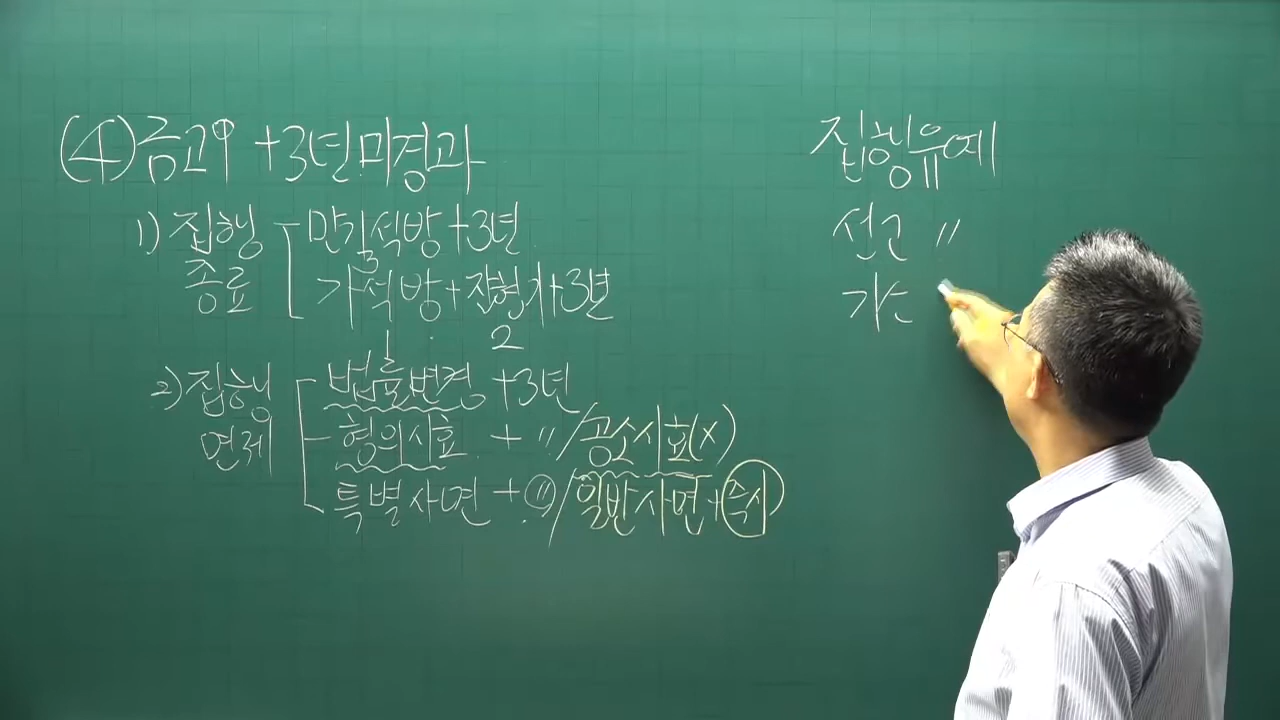 (4) 금고↑ +3년미경과
1) 집행 종료
만기석방 +3년
가석방 + 잔형기+3년
1 3 2
2) 집행 면제
법률변경 +3년
형의시효 + 〃 / 공소시효(X)
특별사면 + 〃 / 일반사면+즉시
집행유예
선고 〃
가